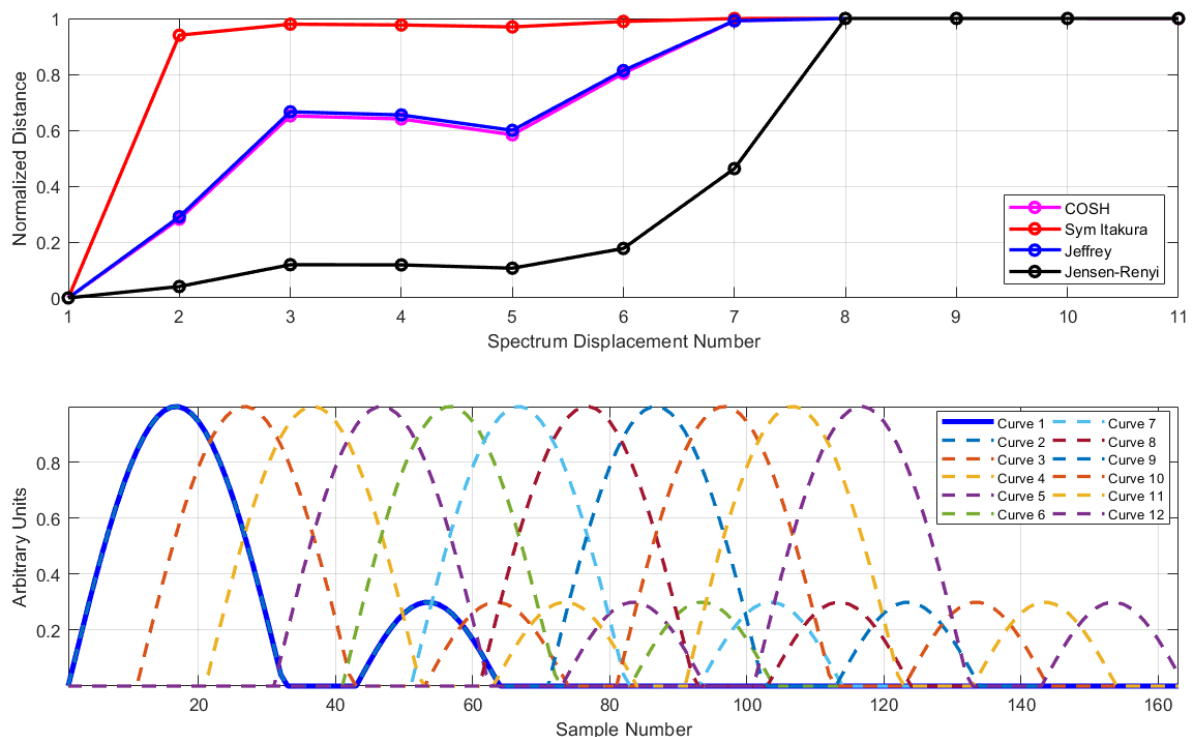 1
0.8
0.6
0.4
0.2
0
Normalized Distance
COSH
Sym Itakura
Jeffrey
Jensen-Renyi
1 2 3 4 5 6 7 8 9 10 11
Spectrum Displacement Number
0.8
0.6
0.4
0.2
Arbitrary Units
Curve 1 Curve 7
Curve 2 Curve 8
Curve 3 Curve 9
Curve 4 Curve 10
Curve 5 Curve 11
Curve 6 Curve 12
20 40 60 80 100 120 140 160
Sample Number